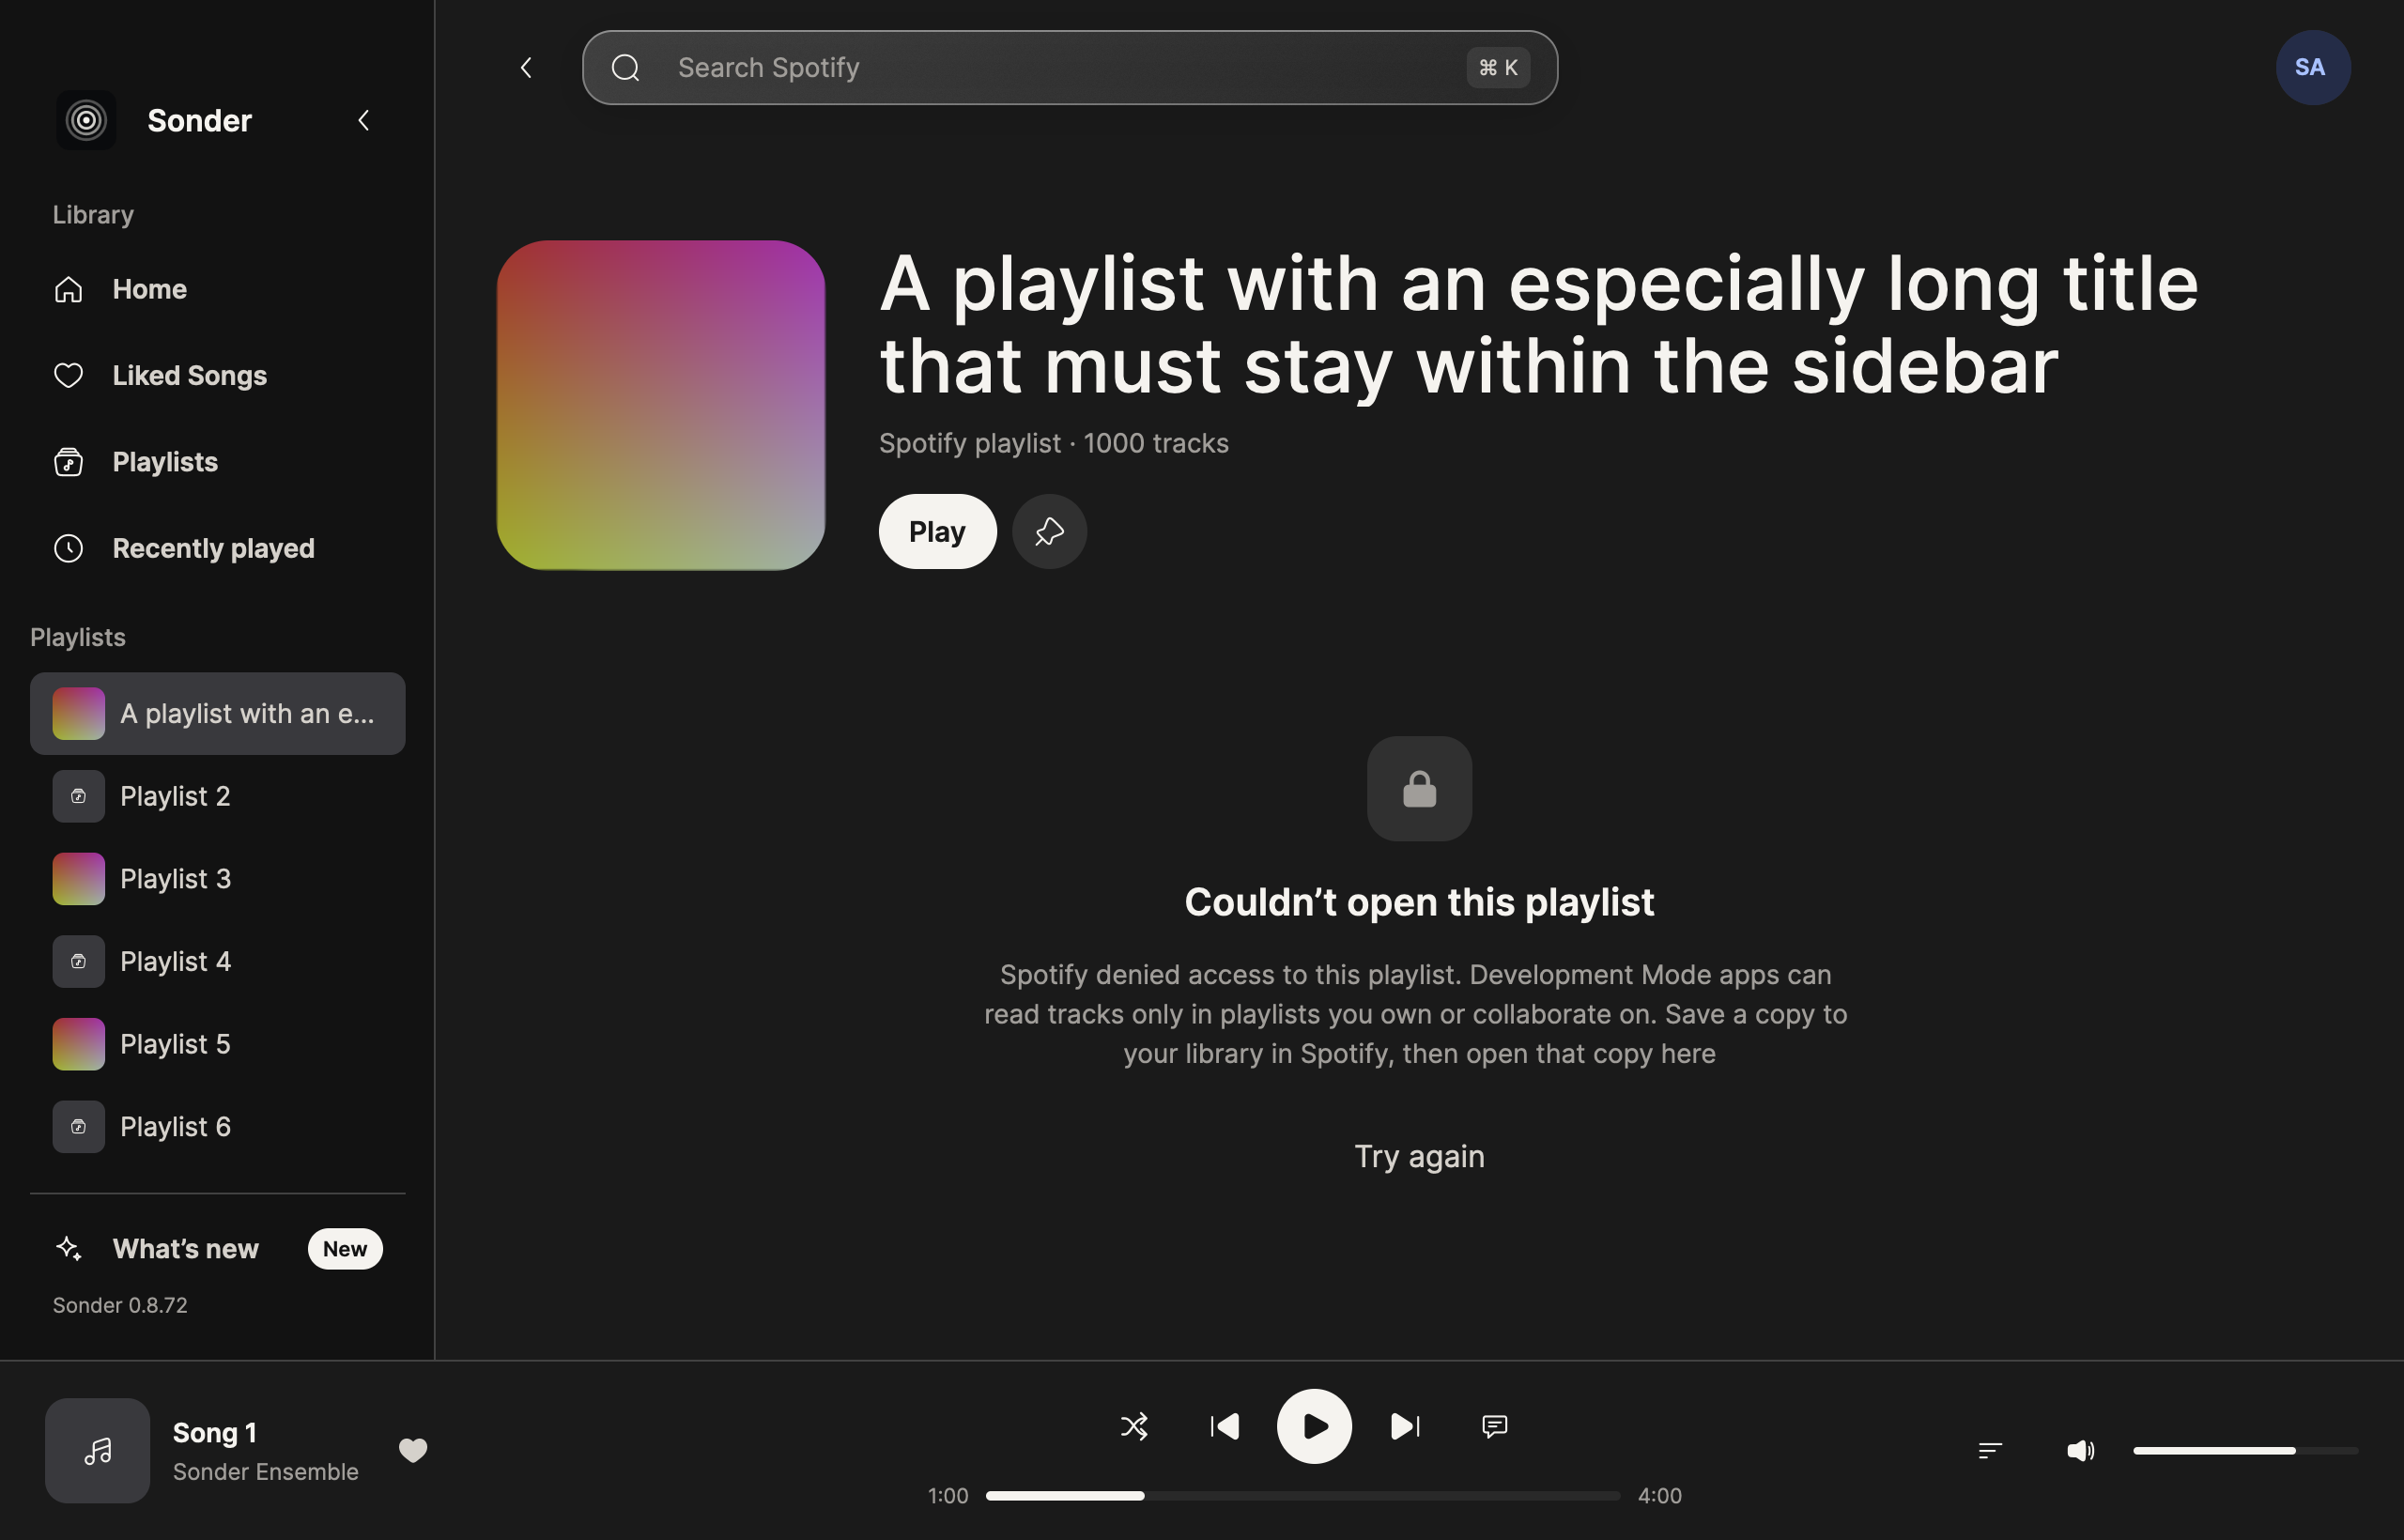 Sonder
Library
Home
Liked Songs
Playlists
Recently played
Playlists
A playlist with an e...
Playlist 2
Playlist 3
Playlist 4
Playlist 5
Playlist 6
What’s new
New
Sonder 0.8.72
Search Spotify
⌘ K
SA
A playlist with an especially long title
that must stay within the sidebar
Spotify playlist · 1000 tracks
Play
Couldn’t open this playlist
Spotify denied access to this playlist. Development Mode apps can
read tracks only in playlists you own or collaborate on. Save a copy to
your library in Spotify, then open that copy here
Try again
Song 1
Sonder Ensemble
1:00
4:00